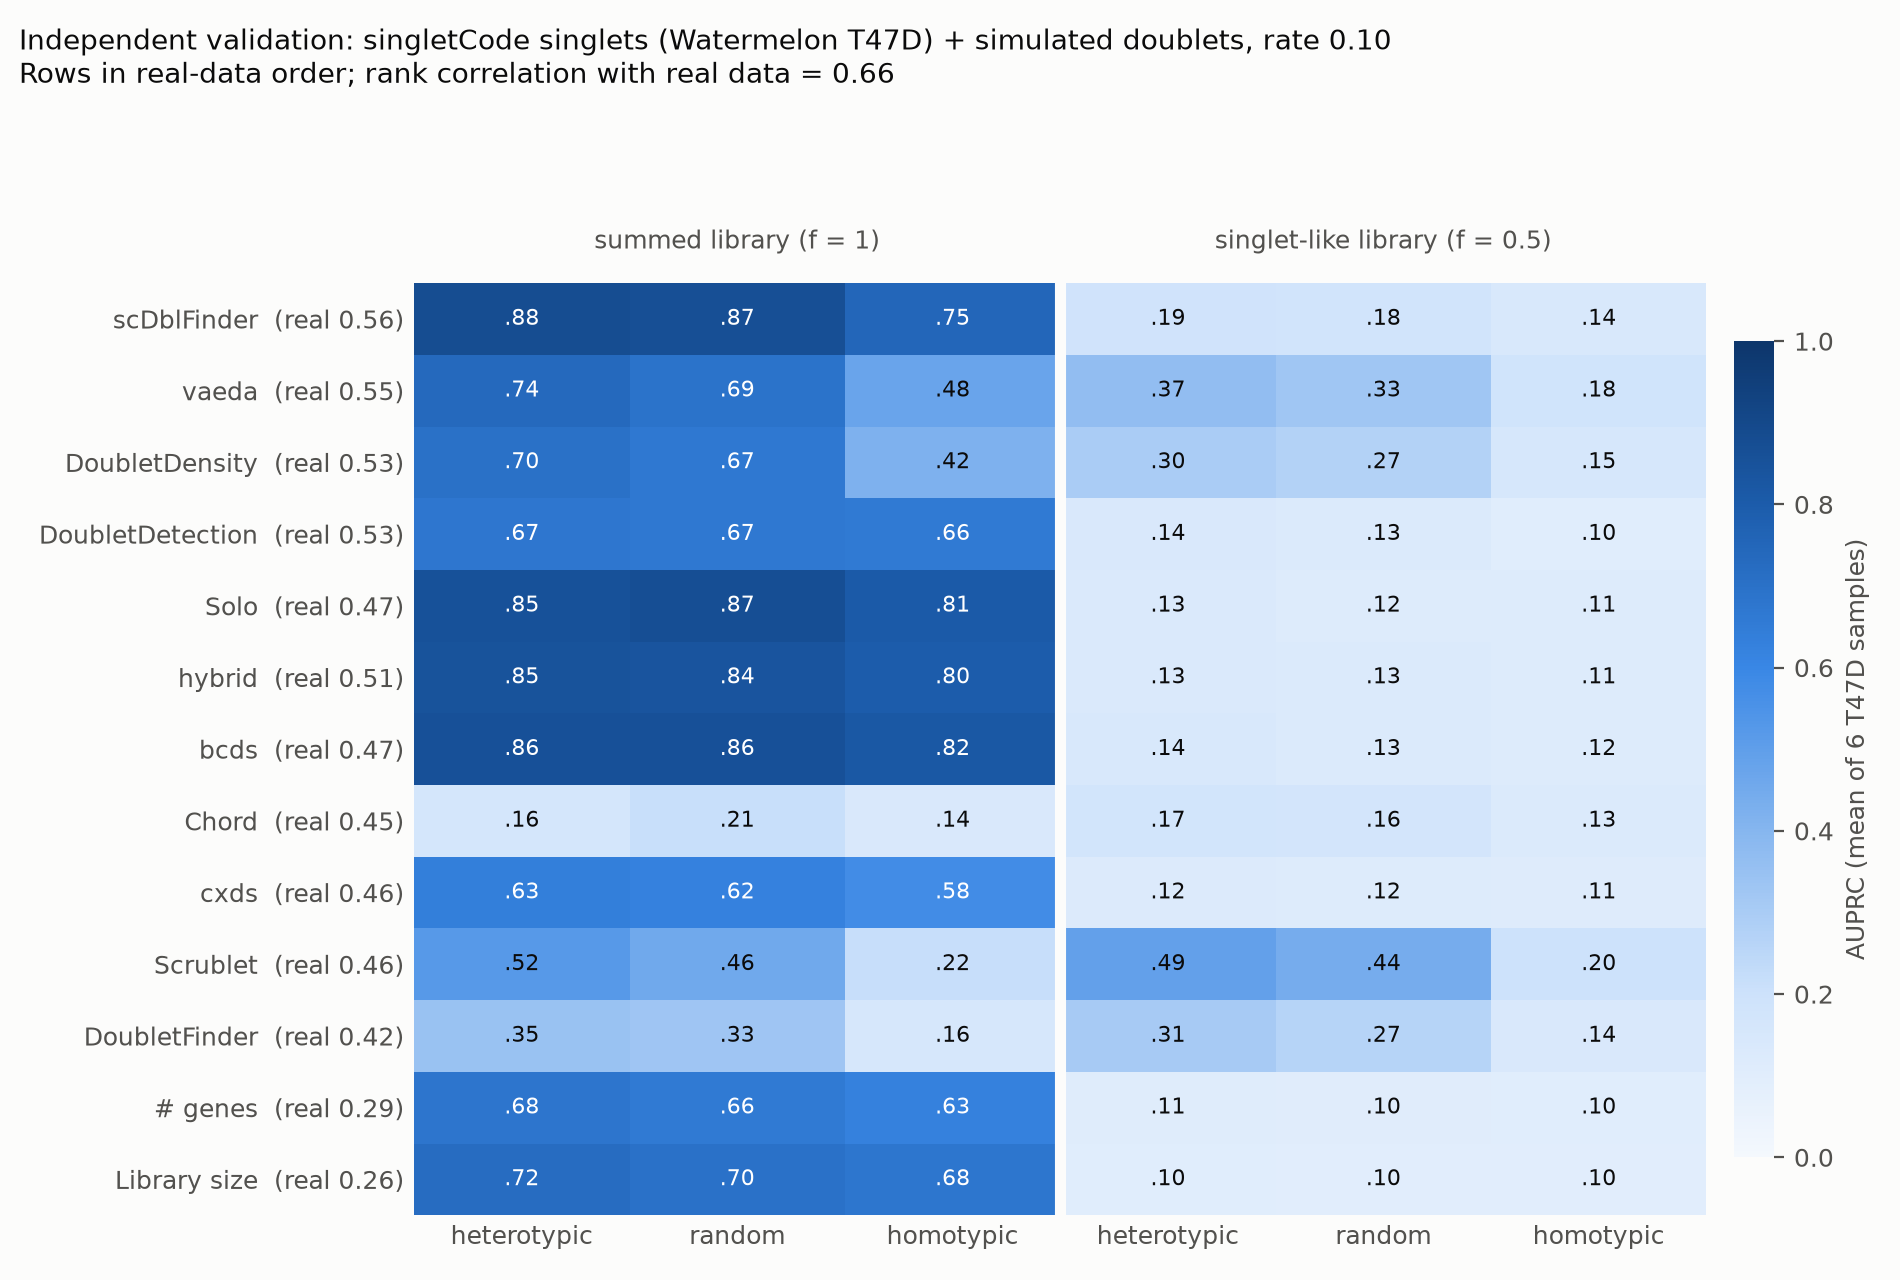 Independent validation: singletCode singlets (Watermelon T47D) + simulated doublets, rate 0.10
Rows in real-data order; rank correlation with real data = 0.66
summed library (f = 1)
singlet-like library (f = 0.5)
scDblFinder (real 0.56) .88 .87 .75 .19 .18 .14
vaeda (real 0.55) .74 .69 .48 .37 .33 .18
DoubletDensity (real 0.53) .70 .67 .42 .30 .27 .15
DoubletDetection (real 0.53) .67 .67 .66 .14 .13 .10
Solo (real 0.47) .85 .87 .81 .13 .12 .11
hybrid (real 0.51) .85 .84 .80 .13 .13 .11
bcds (real 0.47) .86 .86 .82 .14 .13 .12
Chord (real 0.45) .16 .21 .14 .17 .16 .13
cxds (real 0.46) .63 .62 .58 .12 .12 .11
Scrublet (real 0.46) .52 .46 .22 .49 .44 .20
DoubletFinder (real 0.42) .35 .33 .16 .31 .27 .14
# genes (real 0.29) .68 .66 .63 .11 .10 .10
Library size (real 0.26) .72 .70 .68 .10 .10 .10
heterotypic random homotypic heterotypic random homotypic
1.0
0.8
0.6
0.4
0.2
0.0
AUPRC (mean of 6 T47D samples)